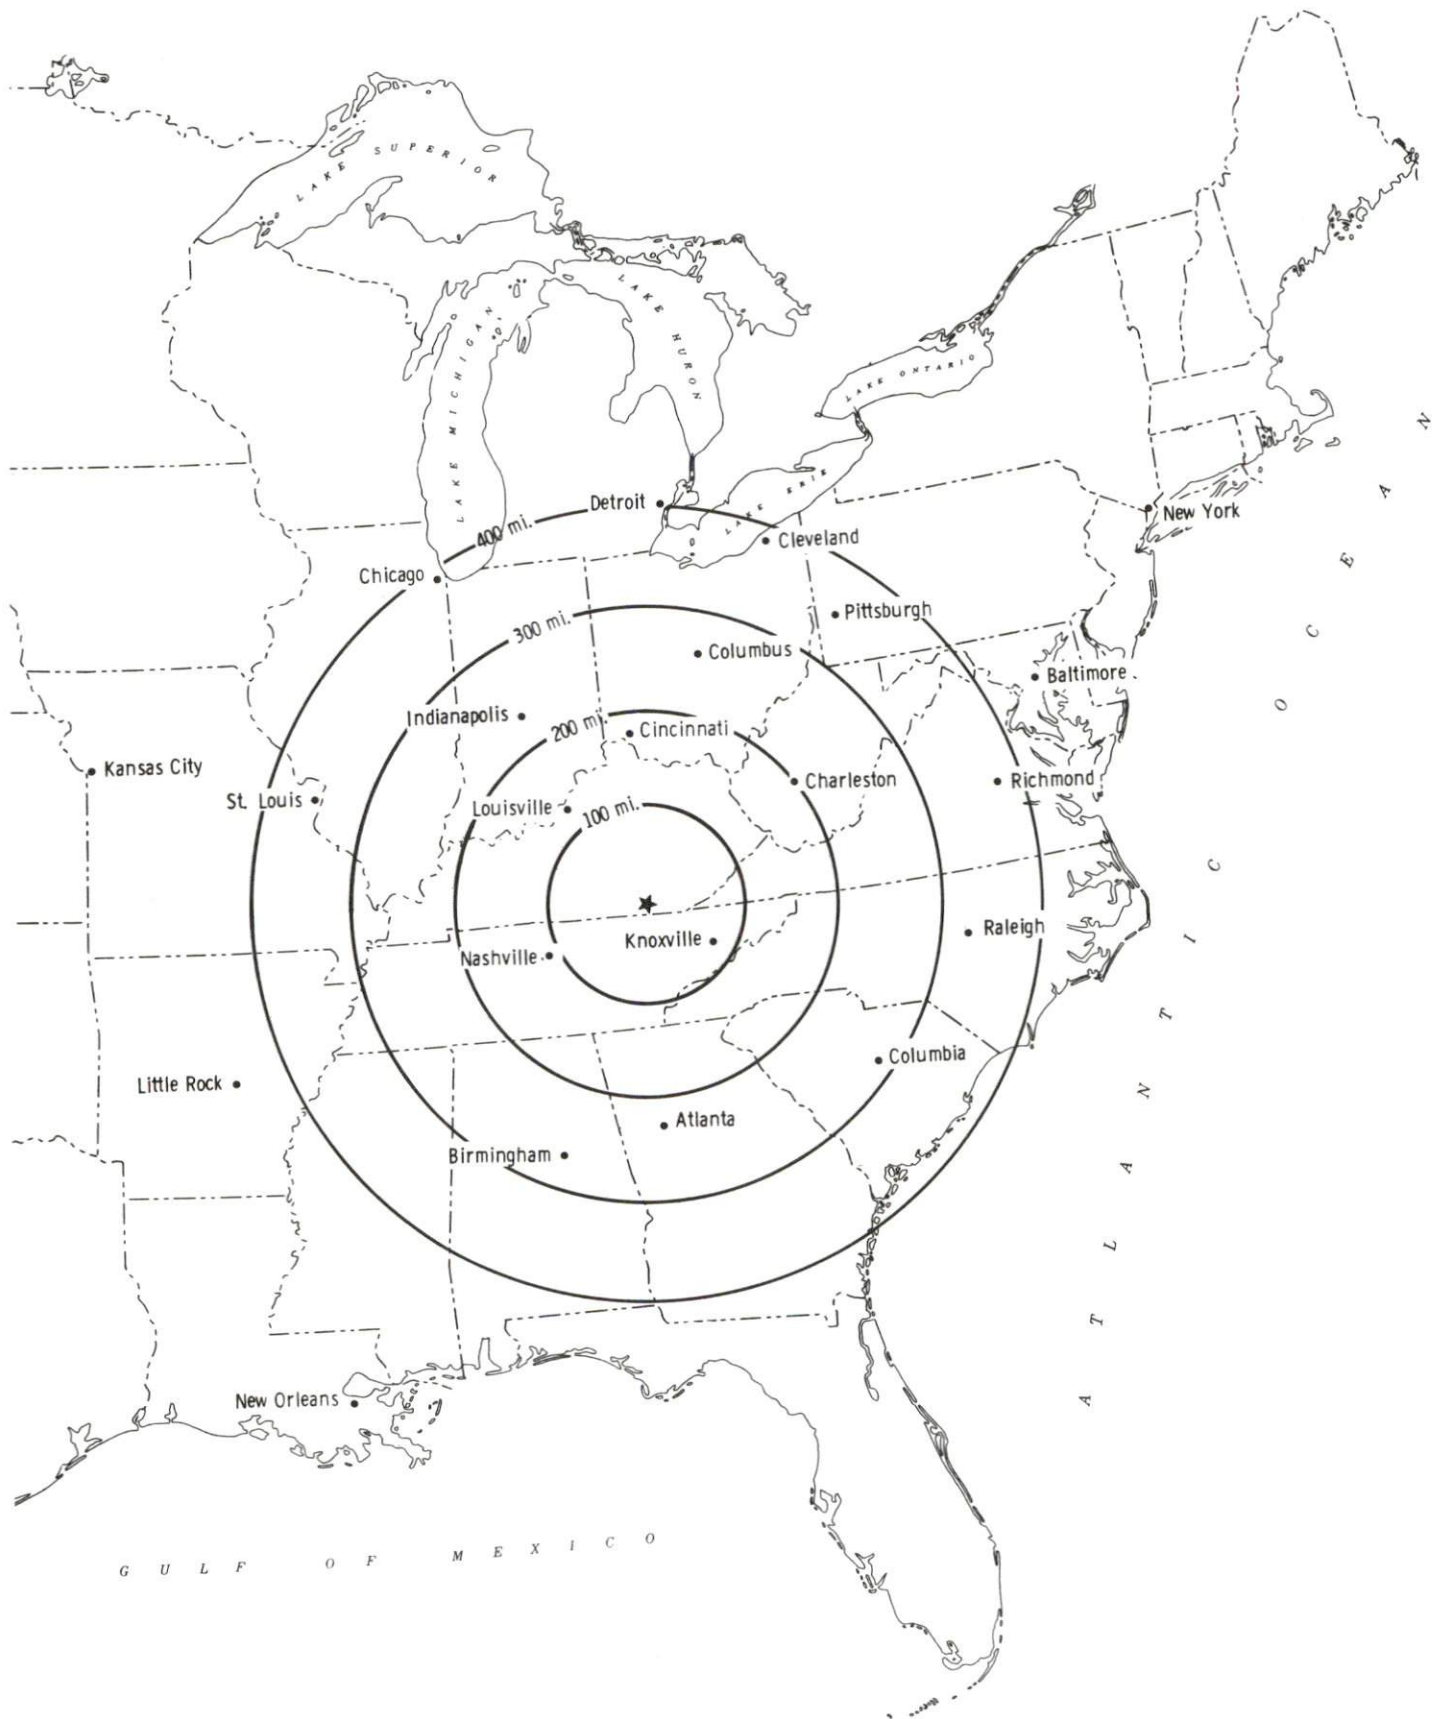 LAKE SUPERIOR
LAKE HURON
LAKE MICHIGAN
LAKE ONTARIO
LAKE ERIE
Detroit
New York
400 mi.
Cleveland
Chicago
Pittsburgh
300 mi.
Columbus
Baltimore
Indianapolis
200 mi.
Cincinnati
Kansas City
Charleston
Richmond
St. Louis
Louisville
100 mi.
Raleigh
Knoxville
Nashville
Columbia
Little Rock
Atlanta
Birmingham
New Orleans
ATLANTIC OCEAN
GULF OF MEXICO